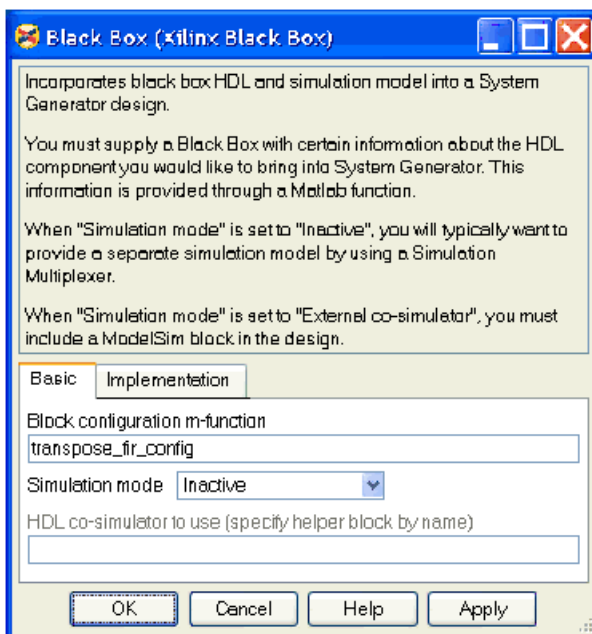 Black Box (Xilinx Black Box)
Incorporates black box HDL and simulation model into a System
Generator design.
You must supply a Black Box with certain information about the HDL
component you would like to bring into System Generator. This
information is provided through a Matlab function.
When "Simulation mode" is set to "Inactive", you will typically want to
provide a separate simulation model by using a Simulation
Multiplexer.
When "Simulation mode" is set to "External co-simulator", you must
include a ModelSim block in the design.
Basic Implementation
Block configuration m-function
transpose_fir_config
Simulation mode Inactive
HDL co-simulator to use (specify helper block by name)
OK Cancel Help Apply